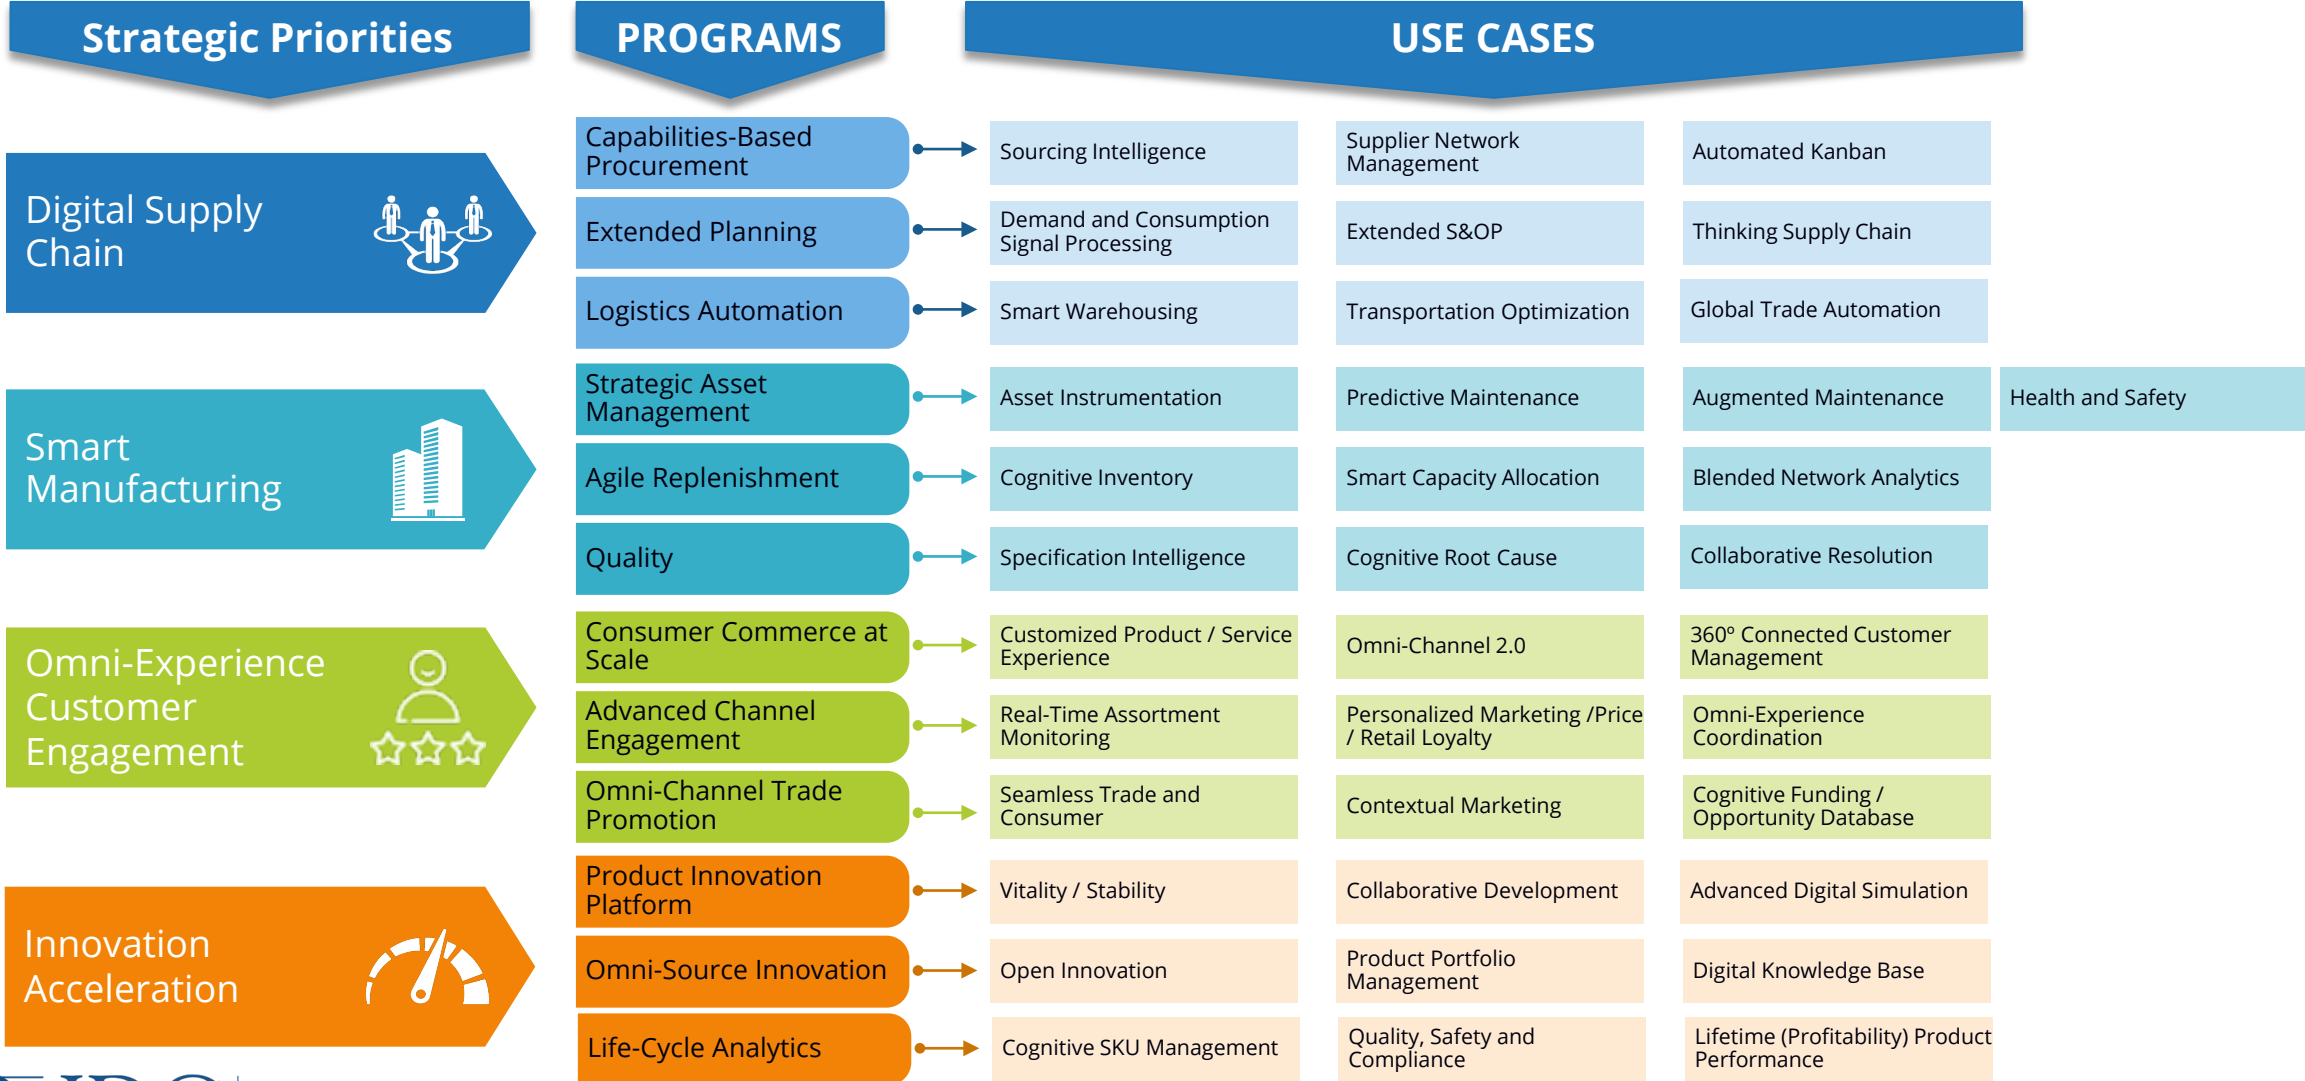 Strategic Priorities
PROGRAMS
USE CASES
Digital Supply
Chain
Capabilities-Based
Procurement
Sourcing Intelligence
Supplier Network
Management
Automated Kanban
Extended Planning
Demand and Consumption
Signal Processing
Extended S&OP
Thinking Supply Chain
Logistics Automation
Smart Warehousing
Transportation Optimization
Global Trade Automation
Smart
Manufacturing
Strategic Asset
Management
Asset Instrumentation
Predictive Maintenance
Augmented Maintenance
Health and Safety
Agile Replenishment
Cognitive Inventory
Smart Capacity Allocation
Blended Network Analytics
Quality
Specification Intelligence
Cognitive Root Cause
Collaborative Resolution
Omni-Experience
Customer
Engagement
Consumer Commerce at
Scale
Customized Product / Service
Experience
Omni-Channel 2.0
360º Connected Customer
Management
Advanced Channel
Engagement
Real-Time Assortment
Monitoring
Personalized Marketing /Price
/ Retail Loyalty
Omni-Experience
Coordination
Omni-Channel Trade
Promotion
Seamless Trade and
Consumer
Contextual Marketing
Cognitive Funding /
Opportunity Database
Innovation
Acceleration
Product Innovation
Platform
Vitality / Stability
Collaborative Development
Advanced Digital Simulation
Omni-Source Innovation
Open Innovation
Product Portfolio
Management
Digital Knowledge Base
Life-Cycle Analytics
Cognitive SKU Management
Quality, Safety and
Compliance
Lifetime (Profitability) Product
Performance